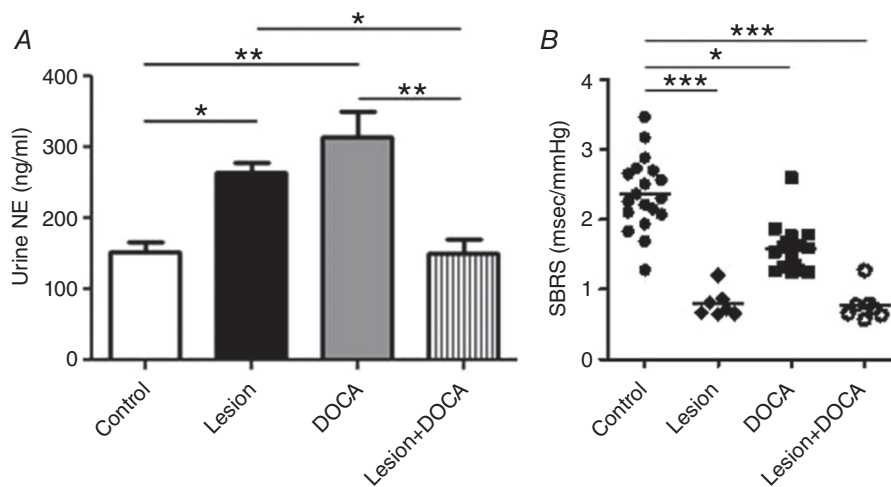 A
*
**
**
*
400
300
200
100
0
Urine NE (ng/ml)
Control
Lesion
DOCA
Lesion+DOCA
B
***
*
***
4
3
2
1
0
SBRS (msec/mmHg)
Control
Lesion
DOCA
Lesion+DOCA